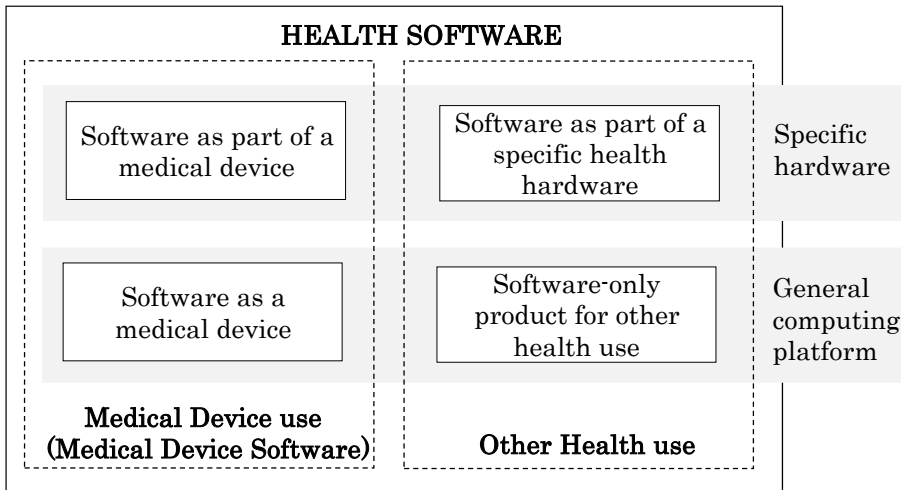 HEALTH SOFTWARE
Software as part of a
medical device
Software as part of a
specific health
hardware
Specific
hardware
Software as a
medical device
Software-only
product for other
health use
General
computing
platform
Medical Device use
(Medical Device Software)
Other Health use